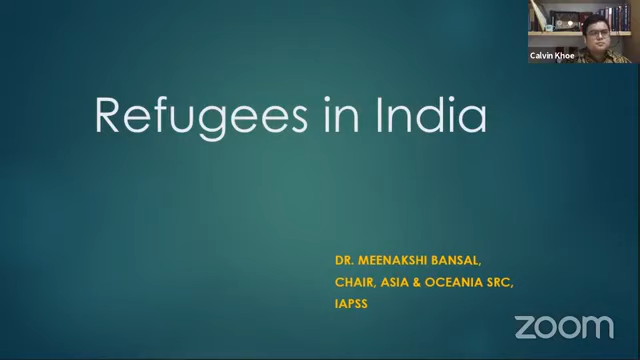 Calvin Khoe
Refugees in India
DR. MEENAKSHI BANSAL,
CHAIR, ASIA & OCEANIA SRC,
IAPSS
zoom